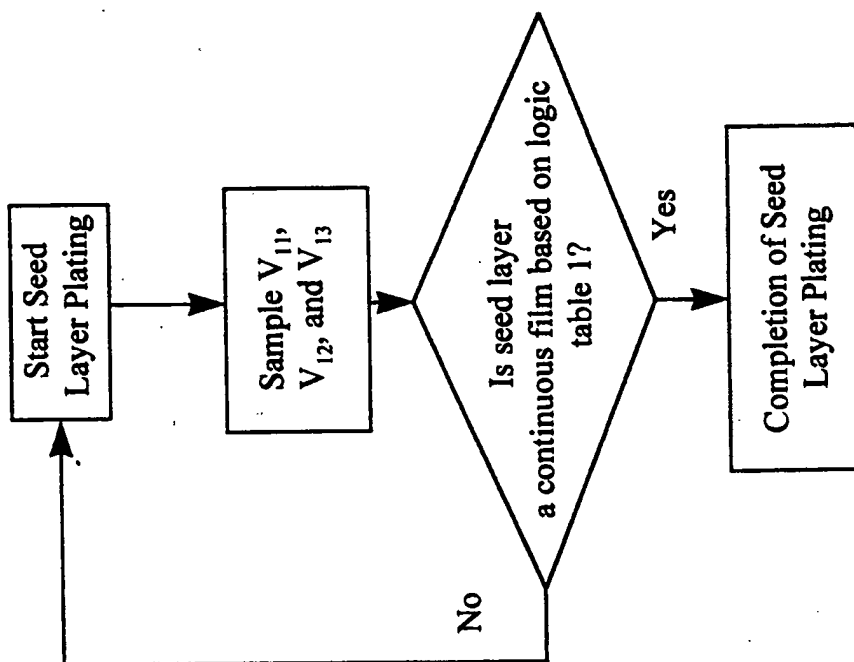 Start Seed
Layer Plating
Sample V₁₁,
V₁₂, and V₁₃
Is seed layer
a continuous film based on logic
table 1?
No
Yes
Completion of Seed
Layer Plating